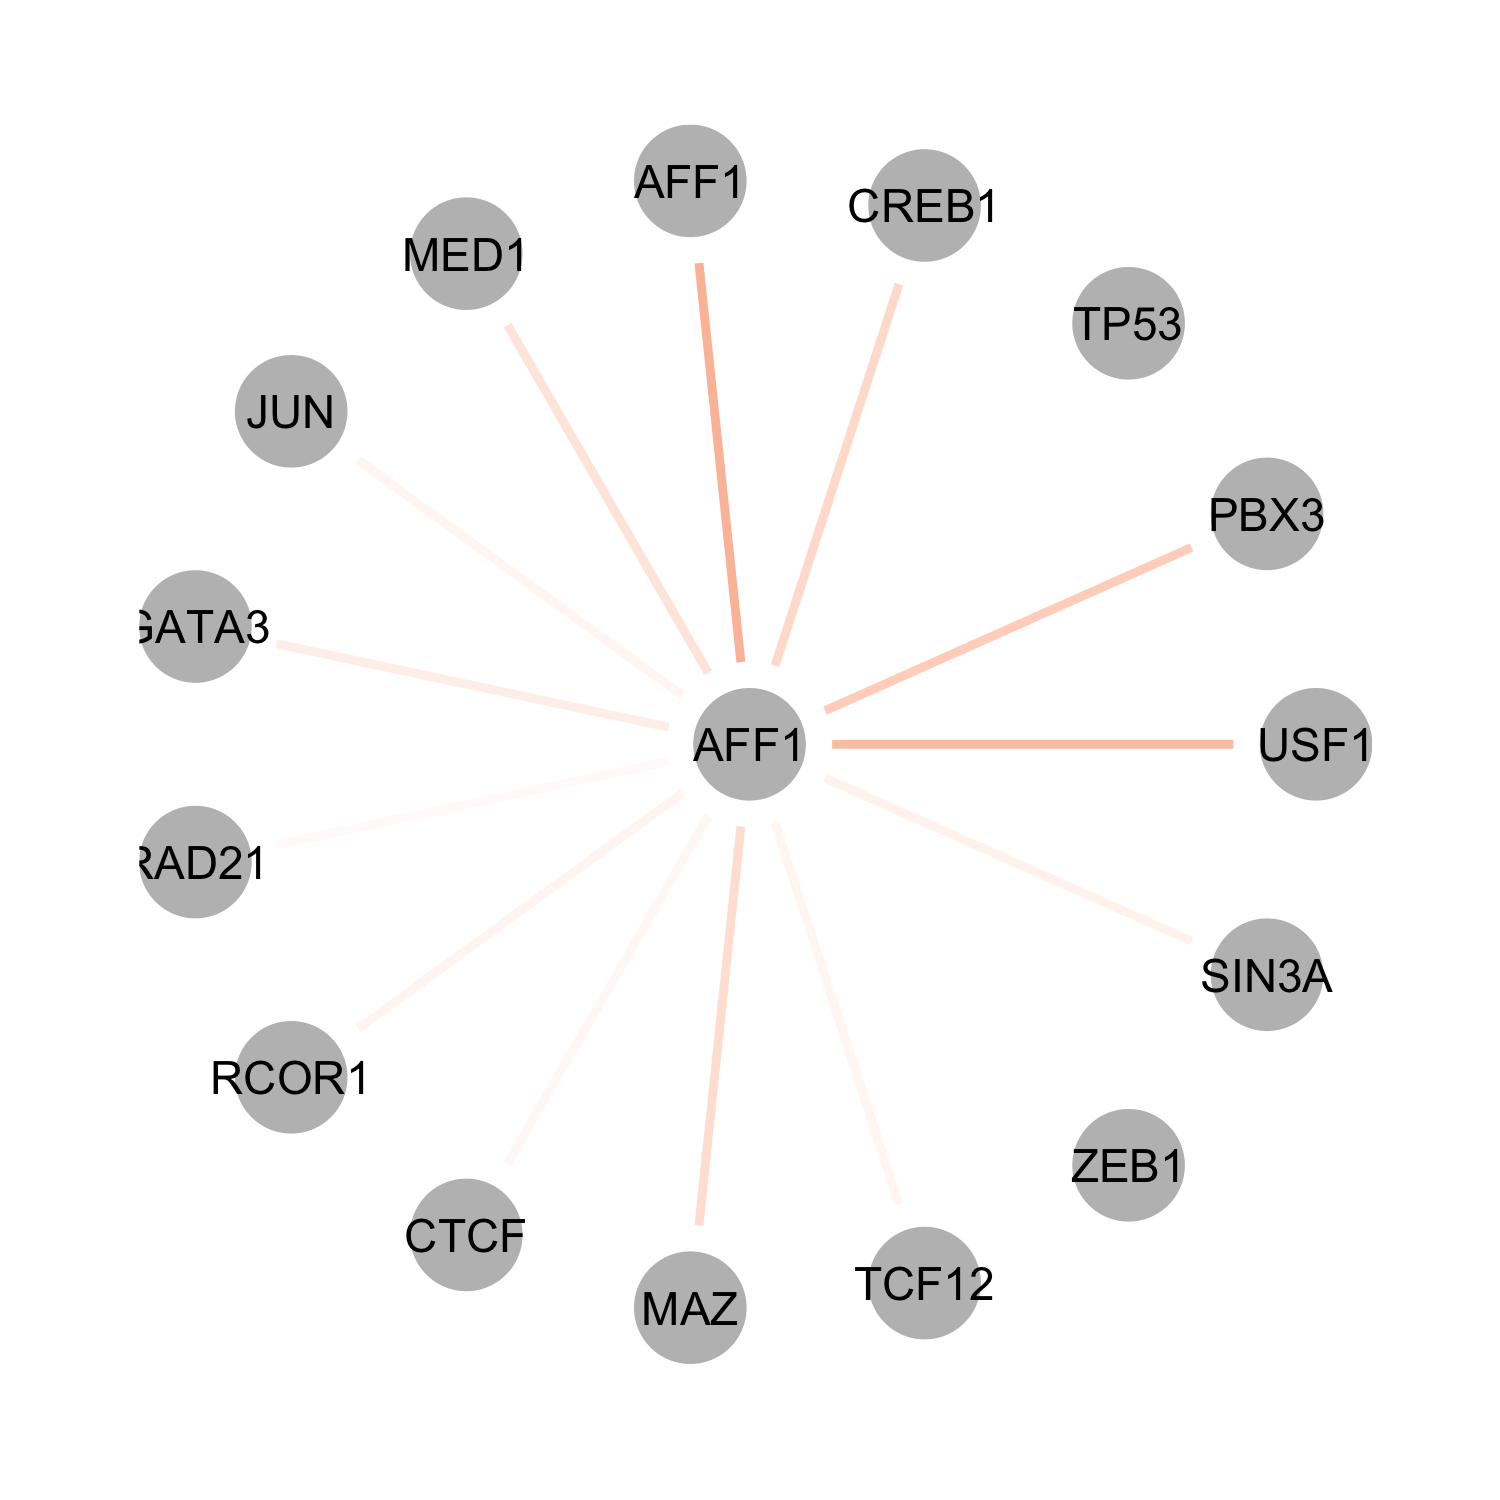 AFF1
CREB1
MED1
TP53
JUN
PBX3
GATA3
AFF1
USF1
RAD21
SIN3A
RCOR1
ZEB1
CTCF
TCF12
MAZ